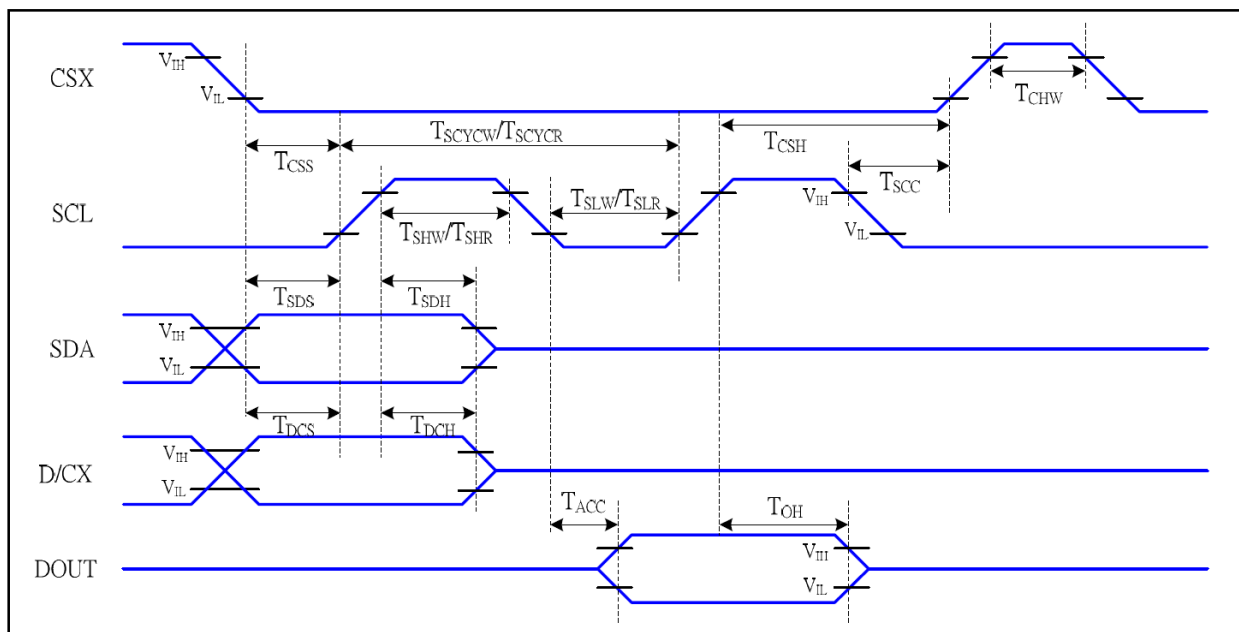 CSX
VIH
VIL
TCHW
TCSS
TSCYCW/TSCYCR
TCSH
TSCC
SCL
TSHW/TSHR
TSLW/TSLR
VIH
VIL
TSDS
TSDH
SDA
VIH
VIL
TDCS
TDCH
D/CX
VIH
VIL
TACC
TOH
DOUT
VIH
VIL